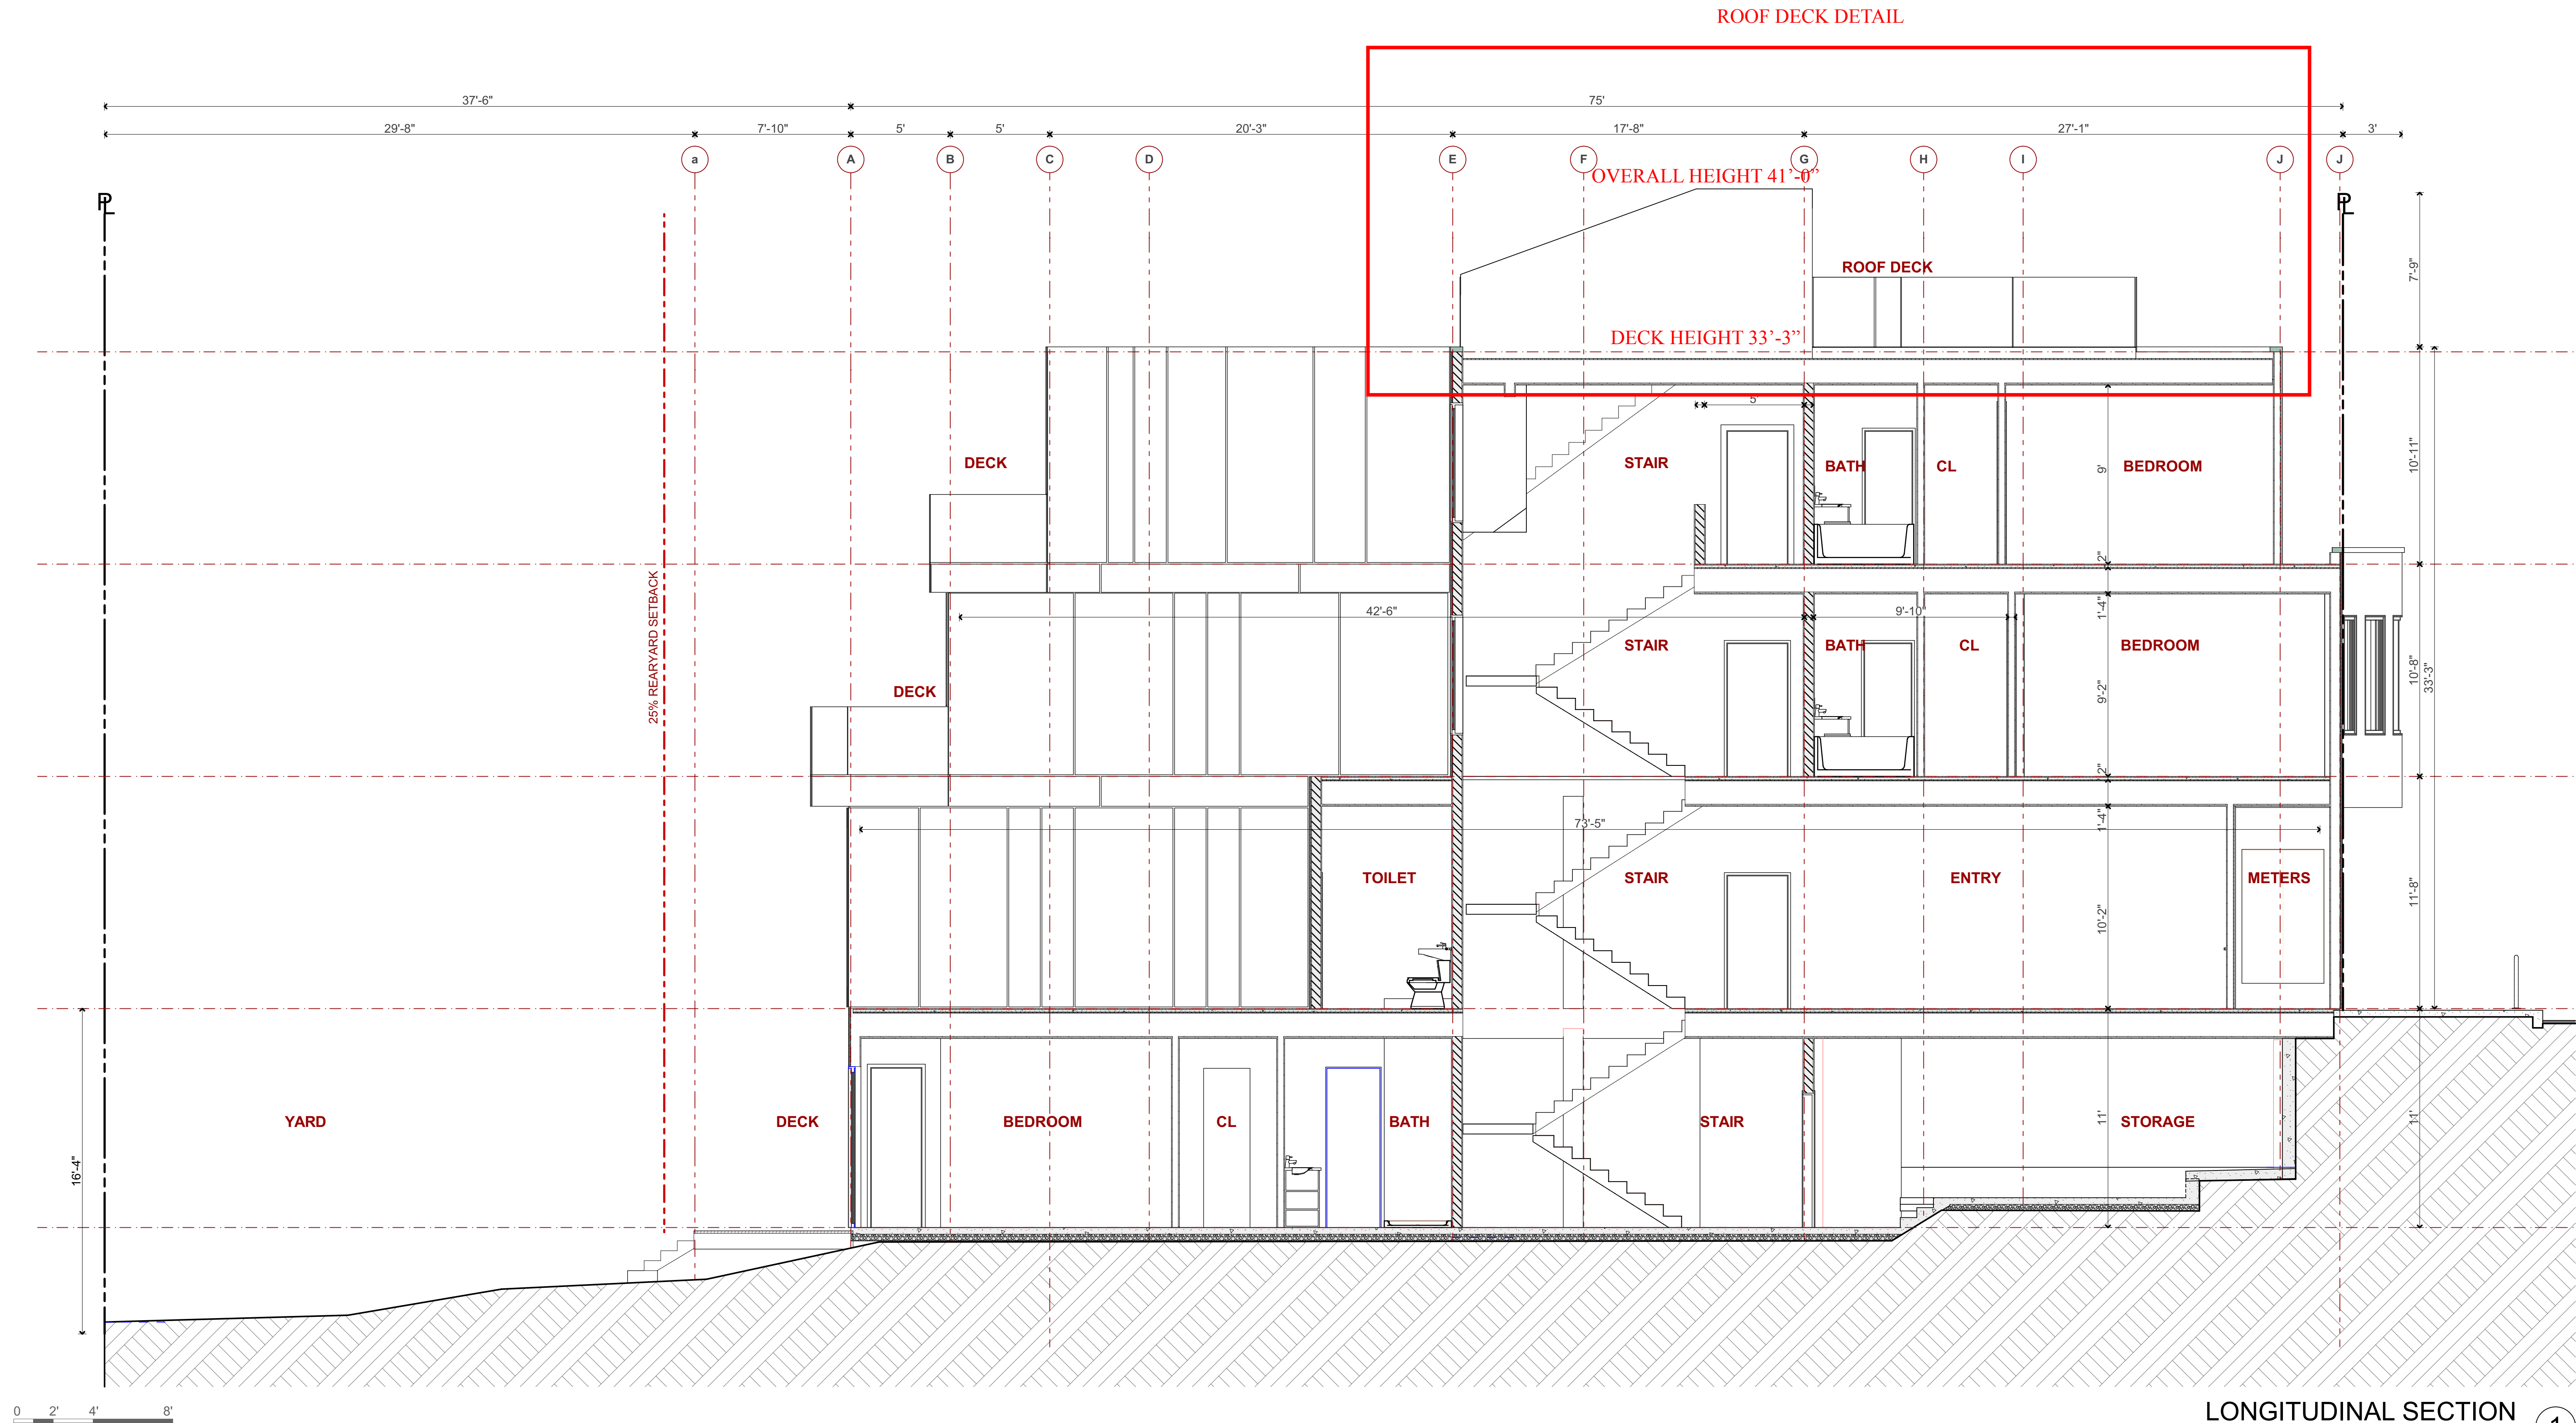 ROOF DECK DETAIL
37'-6"
75'
29'-8"
7'-10"
5'
5'
20'-3"
17'-8"
27'-1"
3'
a
A
B
C
D
E
F
G
H
I
J
J
OVERALL HEIGHT 41’-0”
PL
PL
ROOF DECK
7'-9"
DECK HEIGHT 33’-3”
5'
DECK
STAIR
BATH
CL
9'
BEDROOM
10'-11"
2"
25% REARYARD SETBACK
42'-6"
9'-10"
1'-4"
DECK
STAIR
BATH
CL
9'-2"
BEDROOM
10'-8"
33'-3"
2"
73'-5"
1'-4"
TOILET
STAIR
ENTRY
METERS
10'-2"
11'-8"
YARD
DECK
BEDROOM
CL
BATH
STAIR
11'
STORAGE
11'
16'-4"
0 2' 4' 8'
LONGITUDINAL SECTION
1